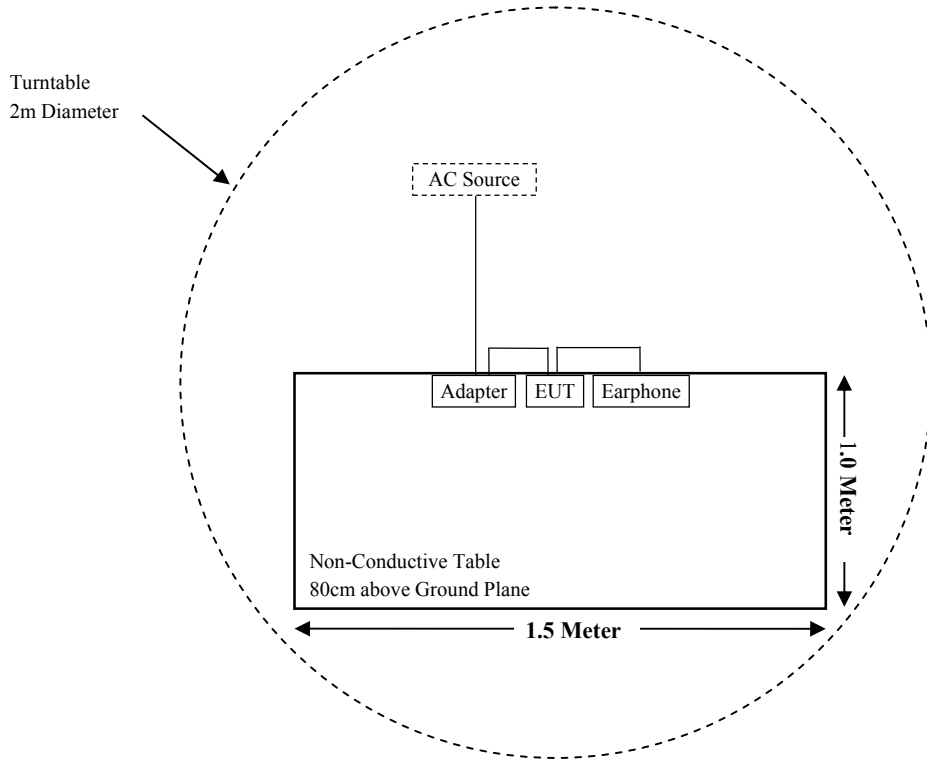 Turntable
2m Diameter
AC Source
Adapter
EUT
Earphone
1.0 Meter
Non-Conductive Table
80cm above Ground Plane
1.5 Meter